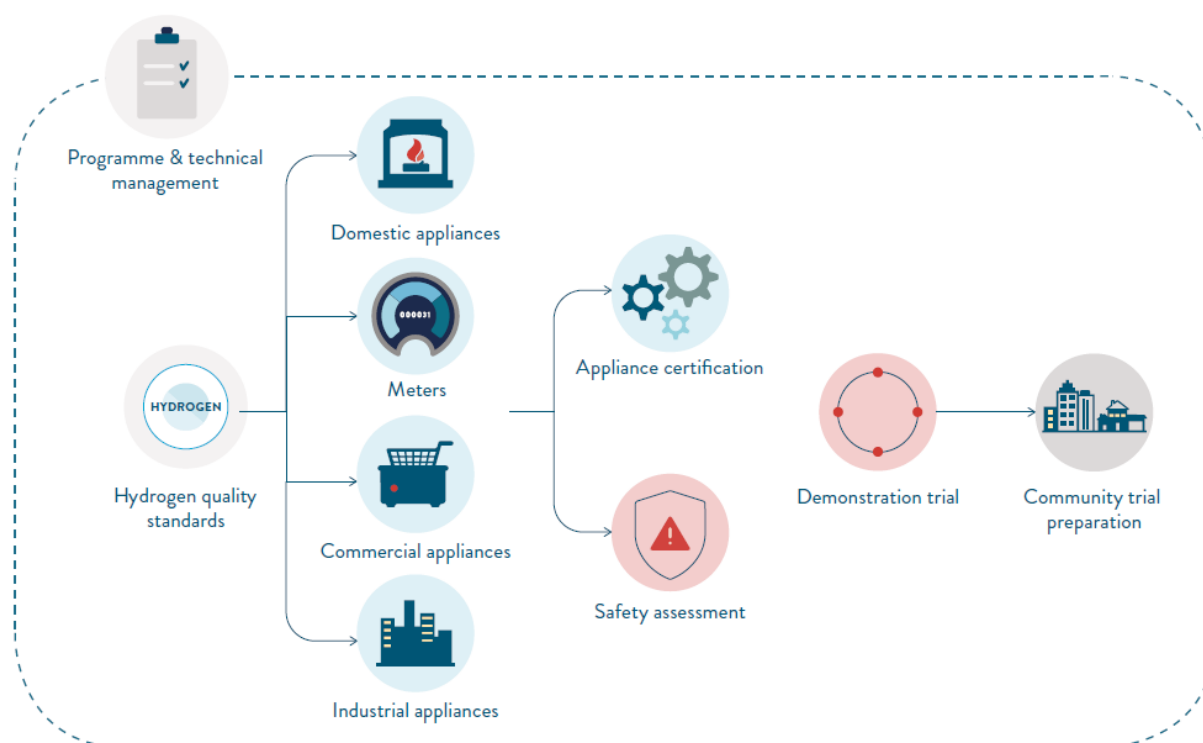 Programme & technical
management
Domestic appliances
000031
Meters
HYDROGEN
Hydrogen quality
standards
Commercial appliances
Industrial appliances
Appliance certification
Safety assessment
Demonstration trial
Community trial
preparation